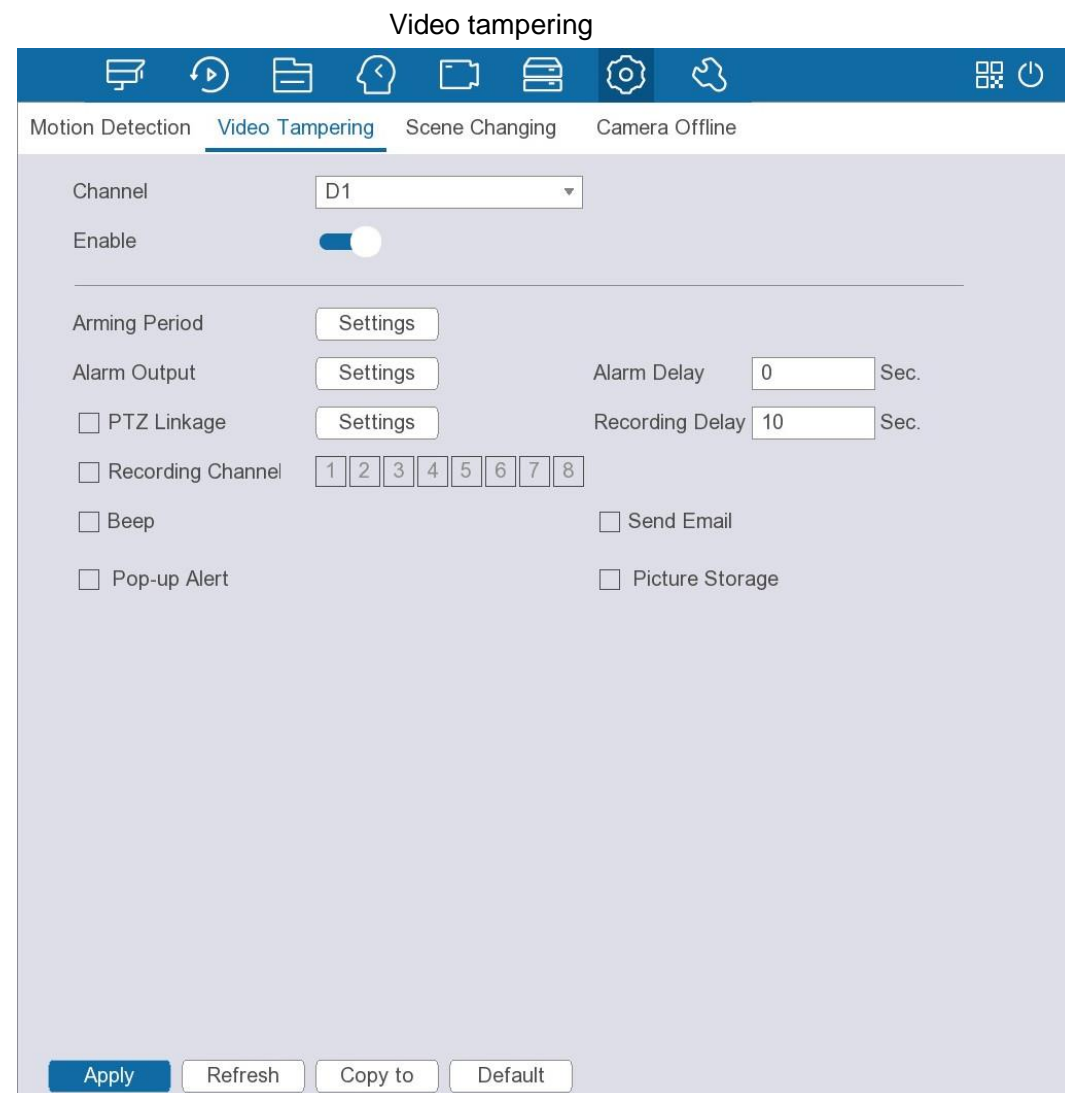 Video tampering
Motion Detection Video Tampering Scene Changing Camera Offline
Channel D1
Enable
Arming Period Settings
Alarm Output Settings Alarm Delay 0 Sec.
PTZ Linkage Settings Recording Delay 10 Sec.
Recording Channel 1 2 3 4 5 6 7 8
Beep Send Email
Pop-up Alert Picture Storage
Apply Refresh Copy to Default